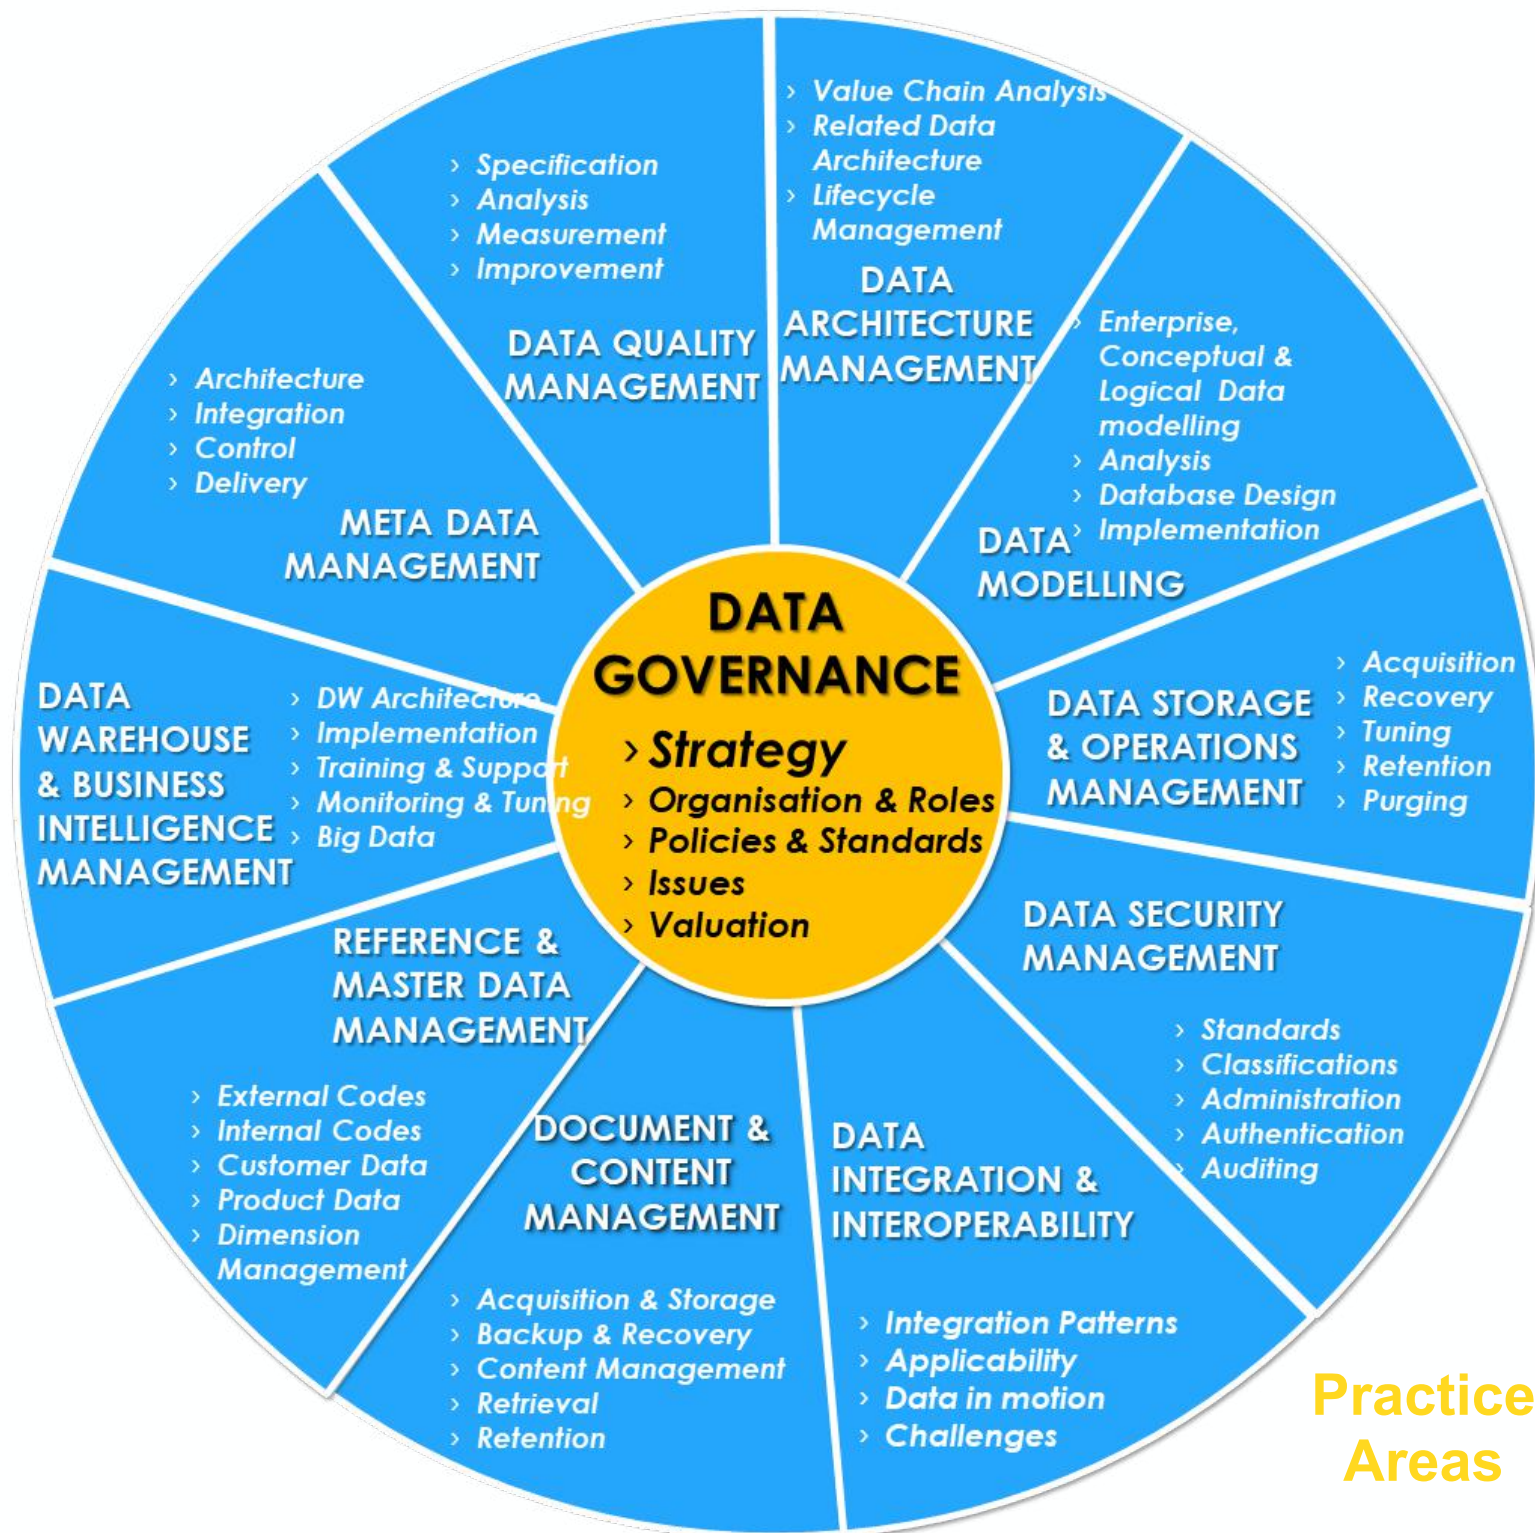 › Value Chain Analysis
› Related Data
Architecture
› Lifecycle
Management
DATA
ARCHITECTURE
MANAGEMENT
› Enterprise,
Conceptual &
Logical Data
modelling
› Analysis
› Database Design
› Implementation
DATA
MODELLING
› Acquisition
› Recovery
› Tuning
› Retention
› Purging
DATA STORAGE
& OPERATIONS
MANAGEMENT
DATA SECURITY
MANAGEMENT
› Standards
› Classifications
› Administration
› Authentication
› Auditing
DATA
INTEGRATION &
INTEROPERABILITY
› Integration Patterns
› Applicability
› Data in motion
› Challenges
DOCUMENT &
CONTENT
MANAGEMENT
› Acquisition & Storage
› Backup & Recovery
› Content Management
› Retrieval
› Retention
REFERENCE &
MASTER DATA
MANAGEMENT
› External Codes
› Internal Codes
› Customer Data
› Product Data
› Dimension
Management
DATA
WAREHOUSE
& BUSINESS
INTELLIGENCE
MANAGEMENT
› DW Architecture
› Implementation
› Training & Support
› Monitoring & Tuning
› Big Data
› Architecture
› Integration
› Control
› Delivery
META DATA
MANAGEMENT
› Specification
› Analysis
› Measurement
› Improvement
DATA QUALITY
MANAGEMENT
DATA
GOVERNANCE
› Strategy
› Organisation & Roles
› Policies & Standards
› Issues
› Valuation
Practice
Areas